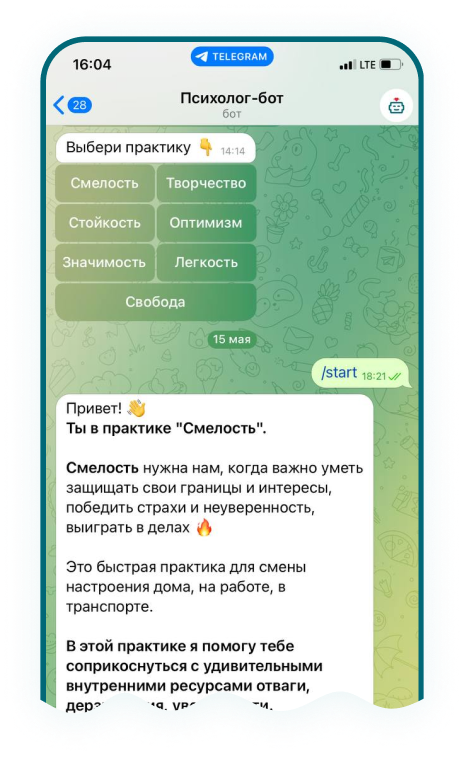 16:04
TELEGRAM
LTE
28
Психолог-бот
бот
Выбери практику 👇 14:14
Смелость Творчество
Стойкость Оптимизм
Значимость Легкость
Свобода
15 мая
/start 18:21
Привет! 👋
Ты в практике "Смелость".
Смелость нужна нам, когда важно уметь
защищать свои границы и интересы,
победить страхи и неуверенность,
выиграть в делах 🔥
Это быстрая практика для смены
настроения дома, на работе, в
транспорте.
В этой практике я помогу тебе
соприкоснуться с удивительными
внутренними ресурсами отваги,